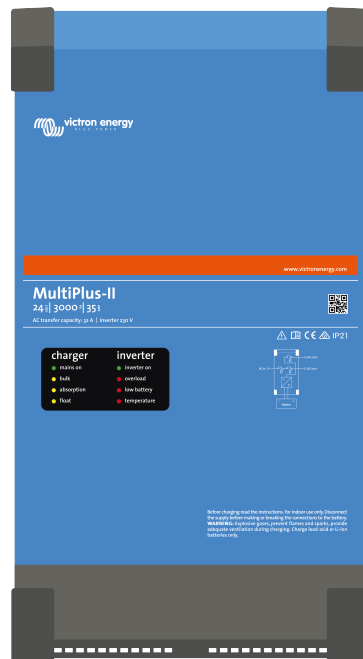 victron energy
BLUE POWER
www.victronenergy.com
MultiPlus-II
24 | 3000 | 35
AC transfer capacity: 32 A | Inverter 230 V
IP21
charger inverter
mains on inverter on
bulk overload
absorption low battery
float temperature
Before charging read the instructions. For indoor use only. Disconnect
the supply before making or breaking the connections to the battery.
WARNING: Explosive gases, prevent flames and sparks, provide
adequate ventilation during charging. Charge lead-acid or Li-Ion
batteries only.